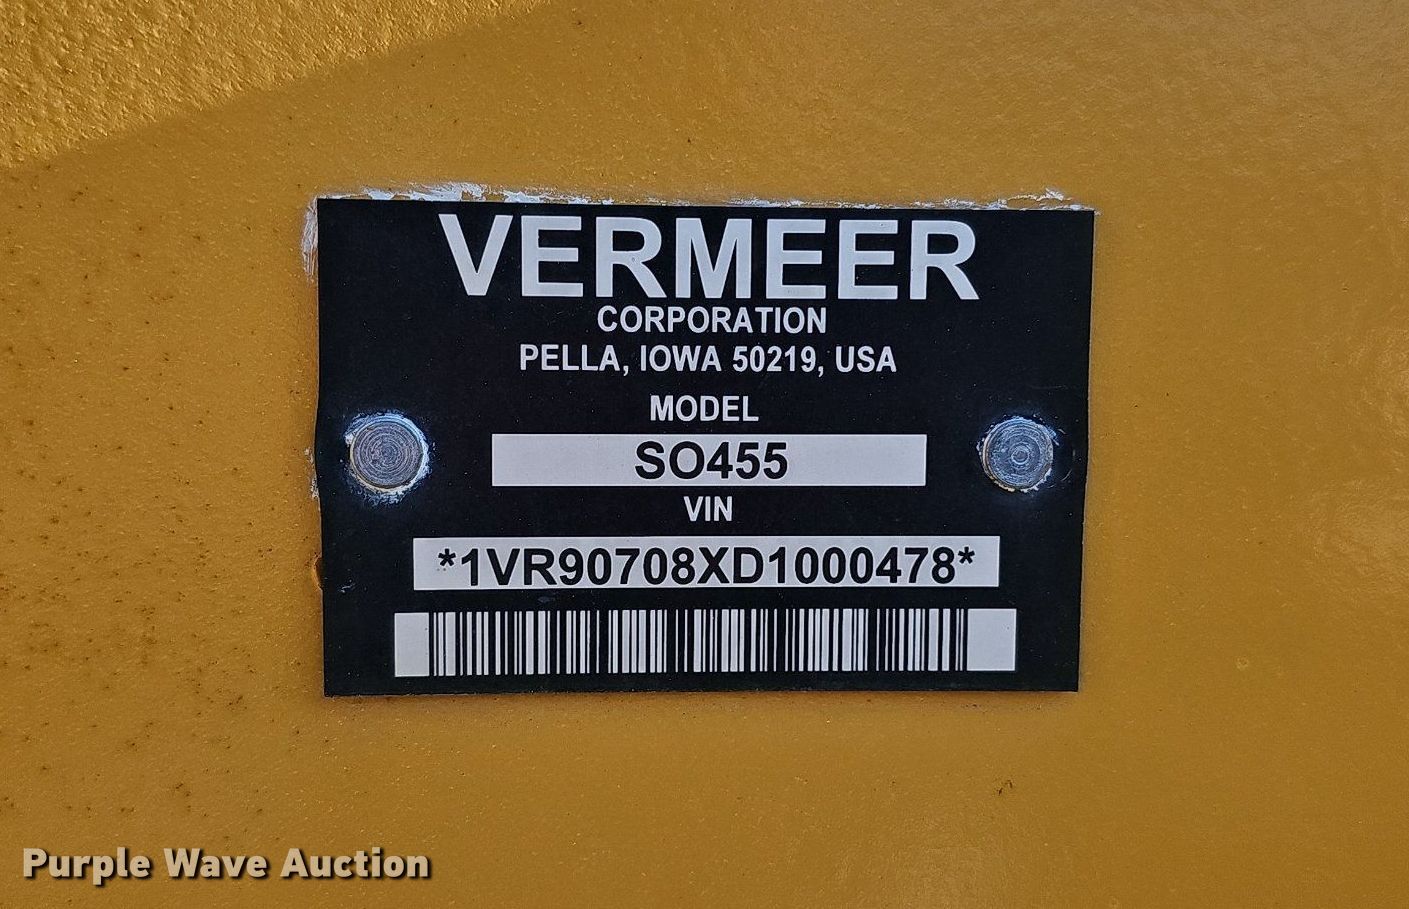 VERMEER
CORPORATION
PELLA, IOWA 50219, USA
MODEL
SO455
VIN
*1VR90708XD1000478*
Purple Wave Auction